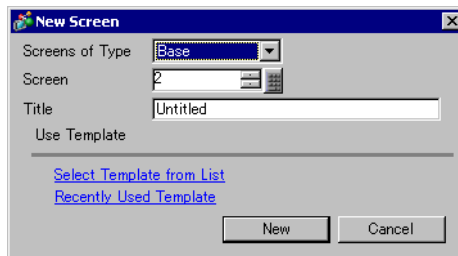 New Screen
Screens of Type Base
Screen 2
Title Untitled
Use Template
Select Template from List
Recently Used Template
New Cancel